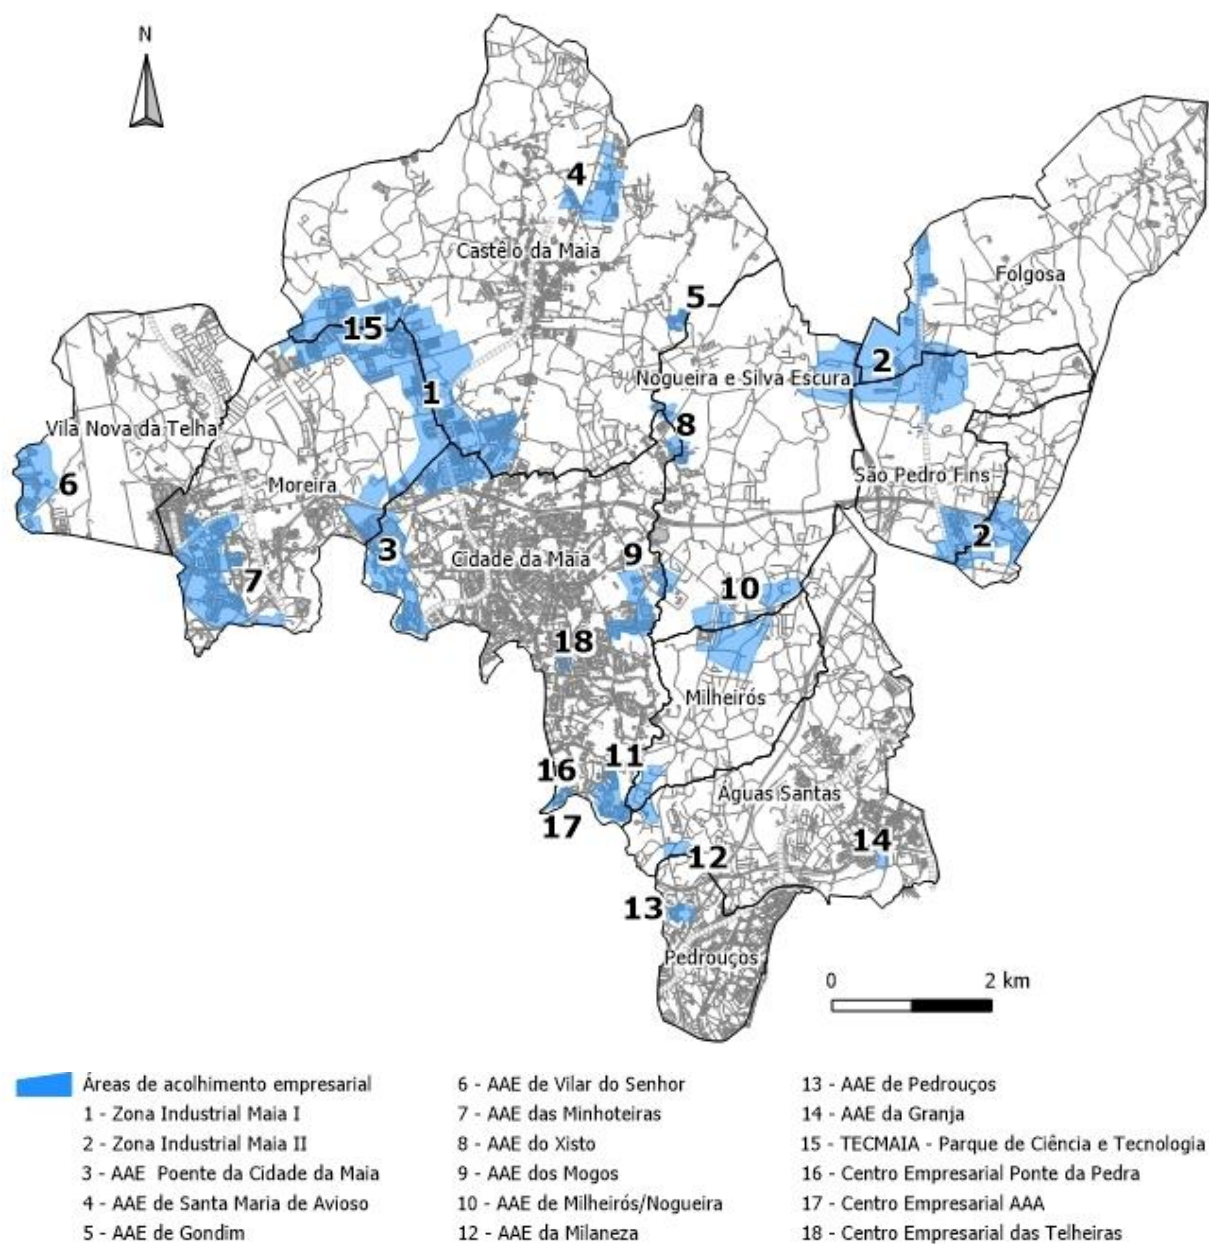 N
4
Castêlo da Maia
Folgosa
5
15
2
Nogueira e Silva Escura
1
Vila Nova da Telha
8
6
Moreira
São Pedro Fins
3
Cidade da Maia
9
2
7
10
18
Milheirós
16
11
Águas Santas
17
14
12
13
Pedrouços
0 2 km
Áreas de acolhimento empresarial
1 - Zona Industrial Maia I
2 - Zona Industrial Maia II
3 - AAE Poente da Cidade da Maia
4 - AAE de Santa Maria de Avioso
5 - AAE de Gondim
6 - AAE de Vilar do Senhor
7 - AAE das Minhoteiras
8 - AAE do Xisto
9 - AAE dos Mogos
10 - AAE de Milheirós/Nogueira
12 - AAE da Milaneza
13 - AAE de Pedrouços
14 - AAE da Granja
15 - TECMAIA - Parque de Ciência e Tecnologia
16 - Centro Empresarial Ponte da Pedra
17 - Centro Empresarial AAA
18 - Centro Empresarial das Telheiras